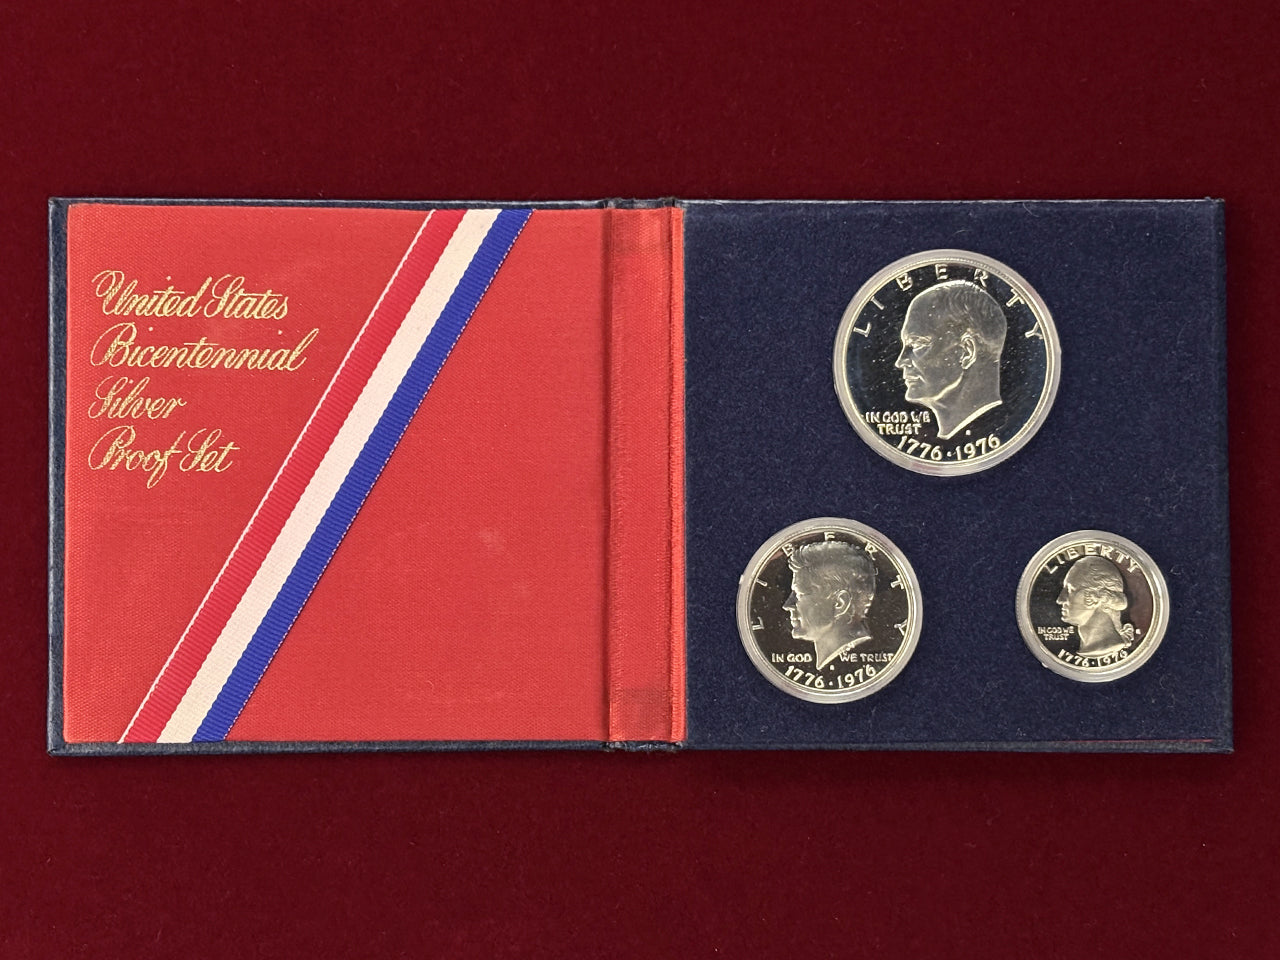 United States
Bicentennial
Silver
Proof Set
LIBERTY
IN GOD WE
TRUST
1776·1976
LIBERTY
IN GOD WE TRUST
1776·1976
LIBERTY
IN GOD WE
TRUST
1776·1976